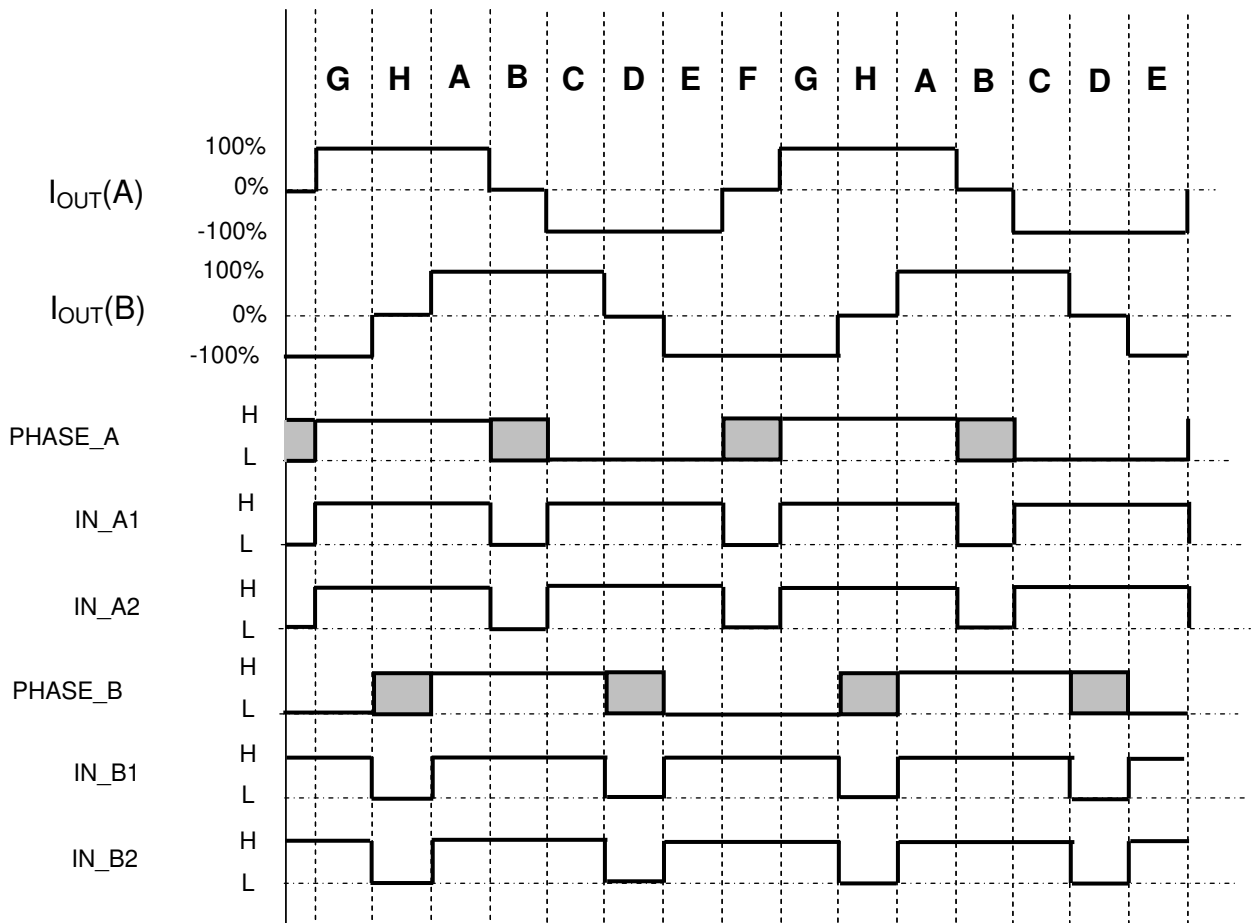 G H A B C D E F G H A B C D E
100%
IOUT(A) 0%
-100%
100%
IOUT(B) 0%
-100%
H
PHASE_A
L
H
IN_A1
L
H
IN_A2
L
H
PHASE_B
L
H
IN_B1
L
H
IN_B2
L